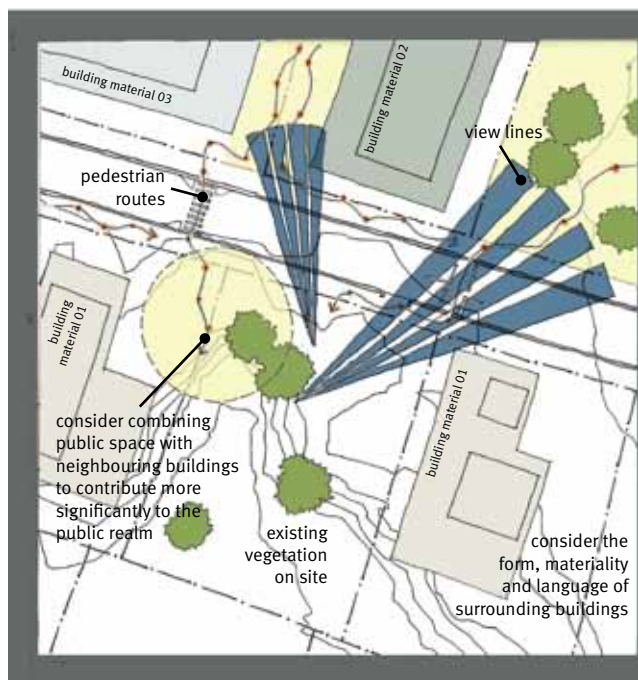 building material 03
building material 02
view lines
pedestrian
routes
building
material 01
building material 01
consider combining
public space with
neighbouring buildings
to contribute more
significantly to the
public realm
existing
vegetation
on site
consider the
form, materiality
and language of
surrounding buildings